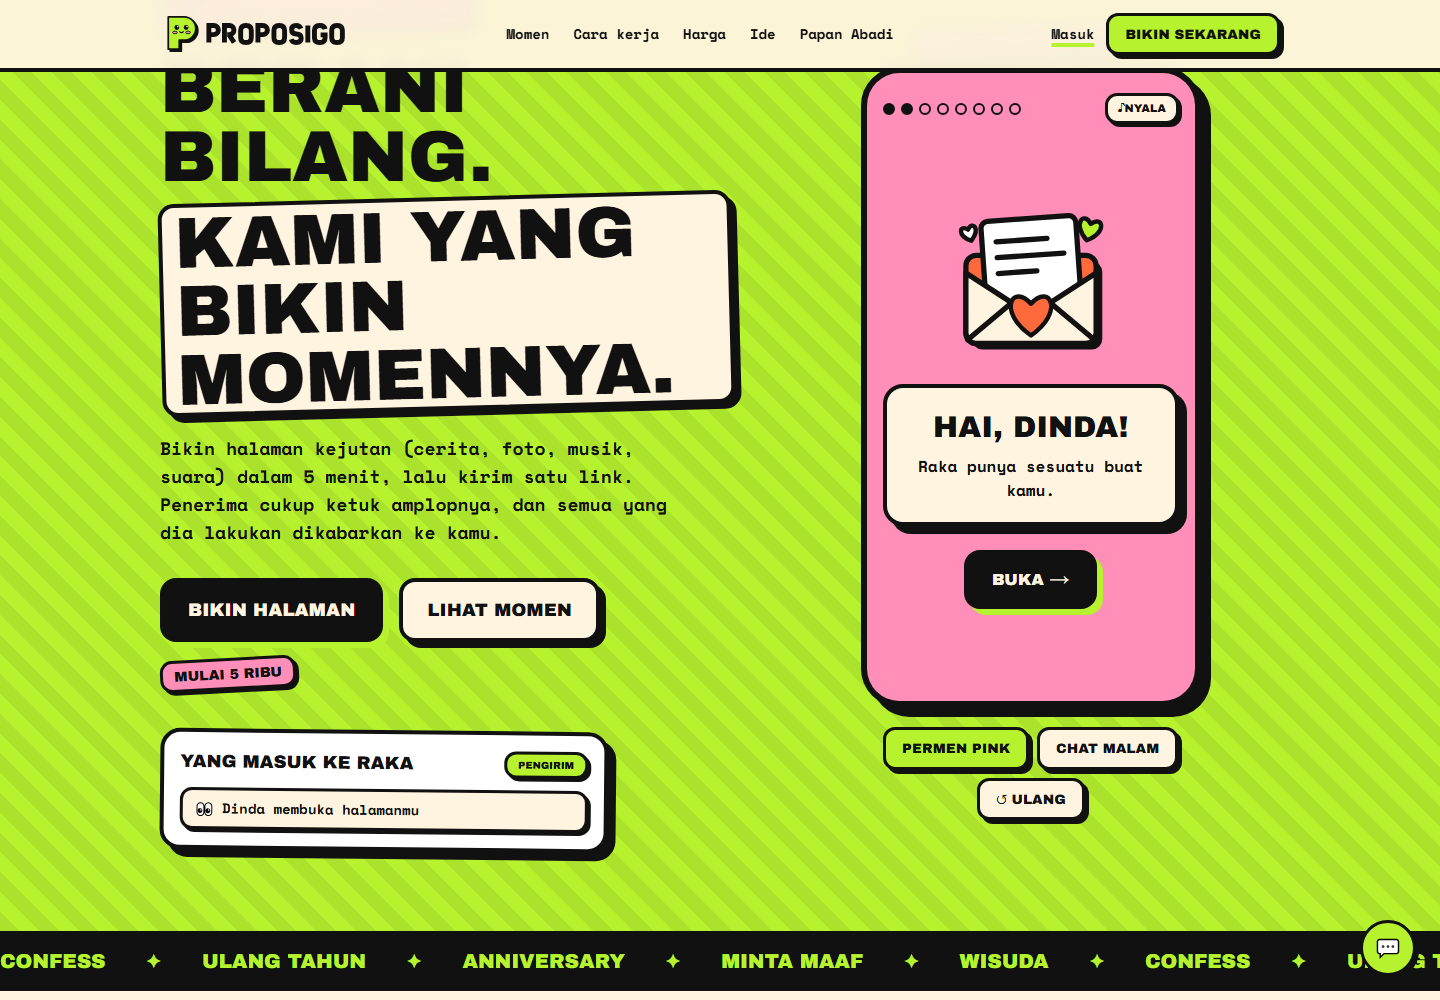 PROPOSIGO
Momen Cara kerja Harga Ide Papan Abadi Masuk BIKIN SEKARANG
BERANI
BILANG.
KAMI YANG
BIKIN
MOMENNYA.
Bikin halaman kejutan (cerita, foto, musik,
suara) dalam 5 menit, lalu kirim satu link.
Penerima cukup ketuk amplopnya, dan semua yang
dia lakukan dikabarkan ke kamu.
BIKIN HALAMAN LIHAT MOMEN
MULAI 5 RIBU
YANG MASUK KE RAKA PENGIRIM
👀 Dinda membuka halamanmu
♪NYALA
HAI, DINDA!
Raka punya sesuatu buat
kamu.
BUKA →
PERMEN PINK CHAT MALAM
↺ ULANG
CONFESS ✦ ULANG TAHUN ✦ ANNIVERSARY ✦ MINTA MAAF ✦ WISUDA ✦ CONFESS ✦